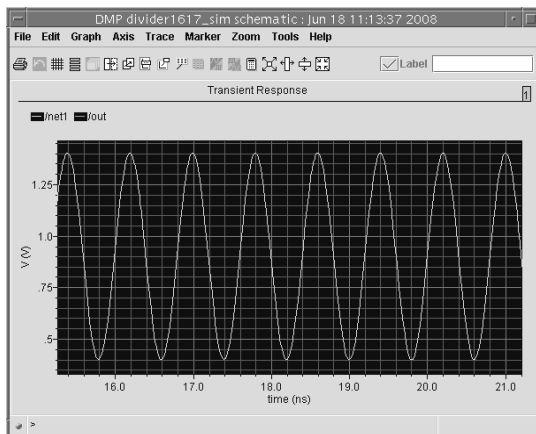 DMP divider1617_sim schematic : Jun 18 11:13:37 2008
File Edit Graph Axis Trace Marker Zoom Tools Help
Label
Transient Response
1
/net1 /out
1.25
1.0
.75
.5
V (V)
16.0 17.0 18.0 19.0 20.0 21.0
time (ns)
>